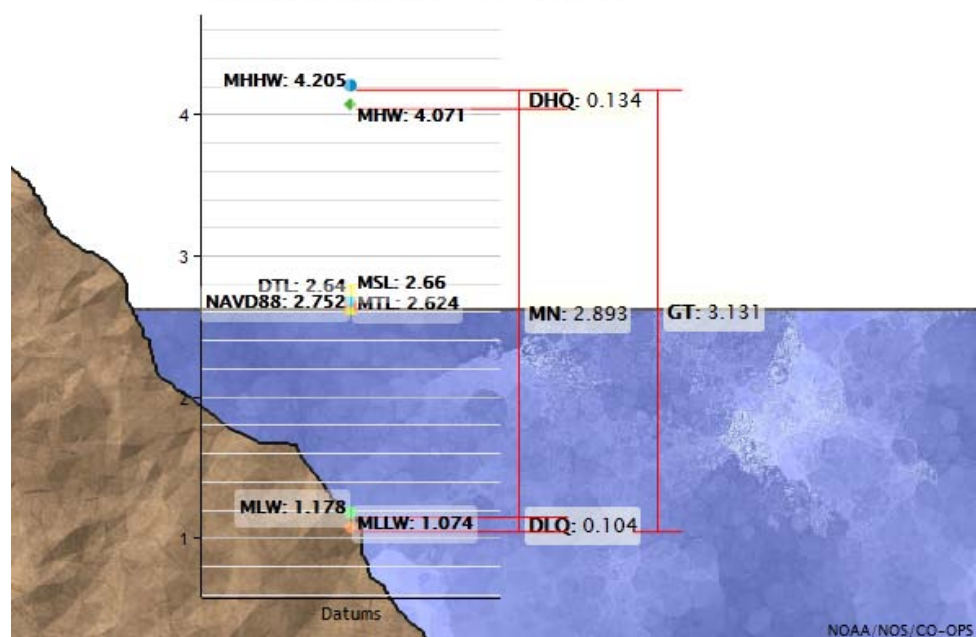 MHHW: 4.205
DHQ: 0.134
4
MHW: 4.071
3
DTL: 2.64
MSL: 2.66
NAVD88: 2.752
MTL: 2.624
MN: 2.893
GT: 3.131
2
MLW: 1.178
MLLW: 1.074
DLQ: 0.104
1
Datums
NOAA/NOS/CO-OPS